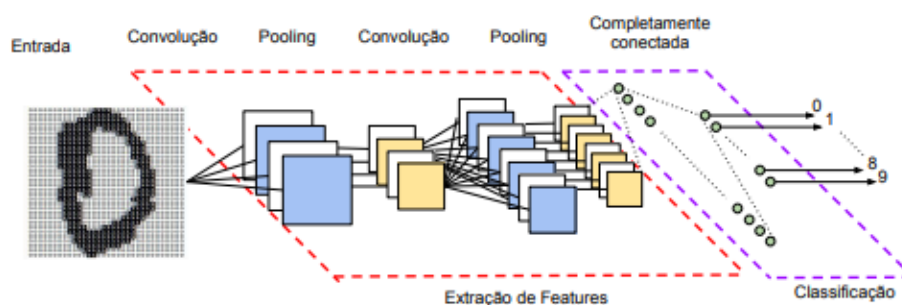 Entrada
Convolução
Pooling
Convolução
Pooling
Completamente
conectada
0
1
8
9
Extração de Features
Classificação